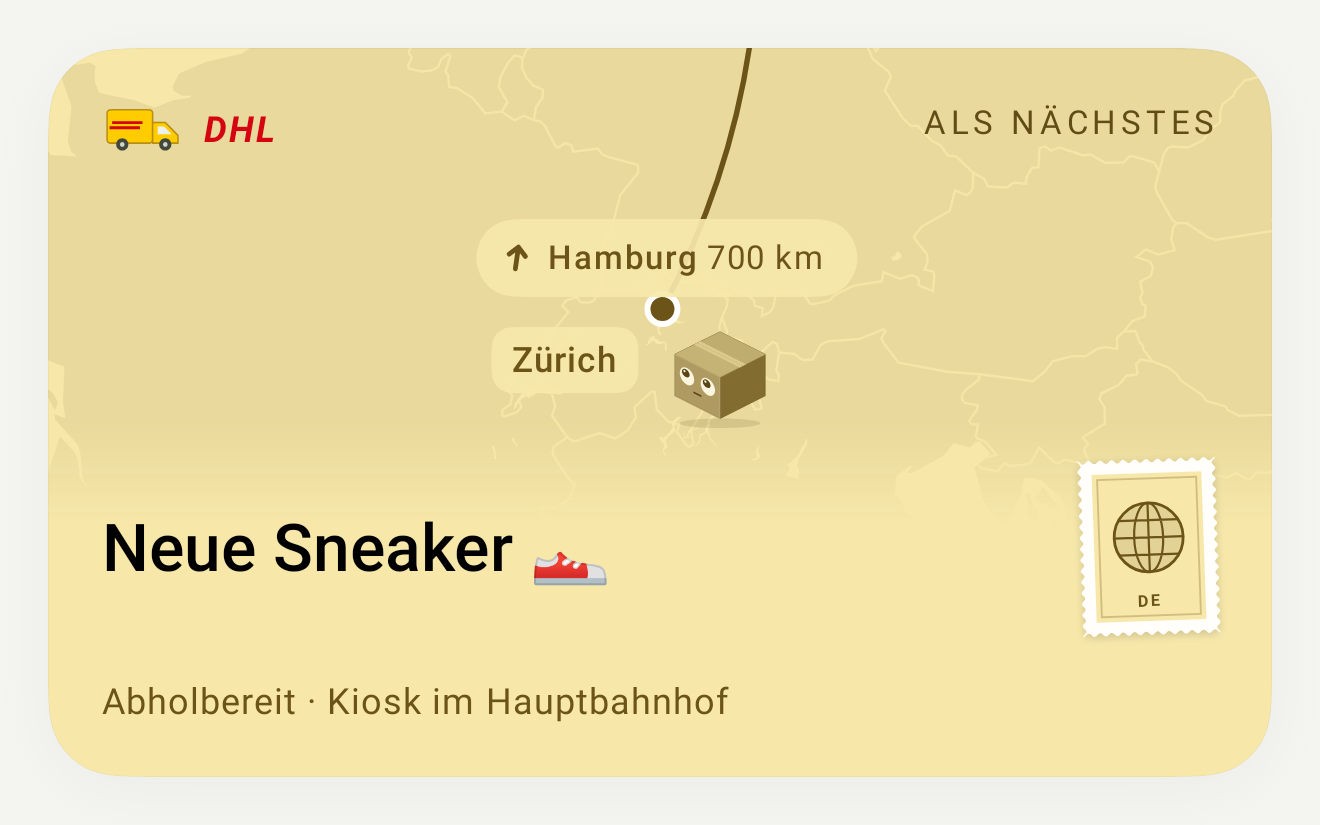 DHL
ALS NÄCHSTES
↑ Hamburg 700 km
Zürich
Neue Sneaker 👟
DE
Abholbereit · Kiosk im Hauptbahnhof